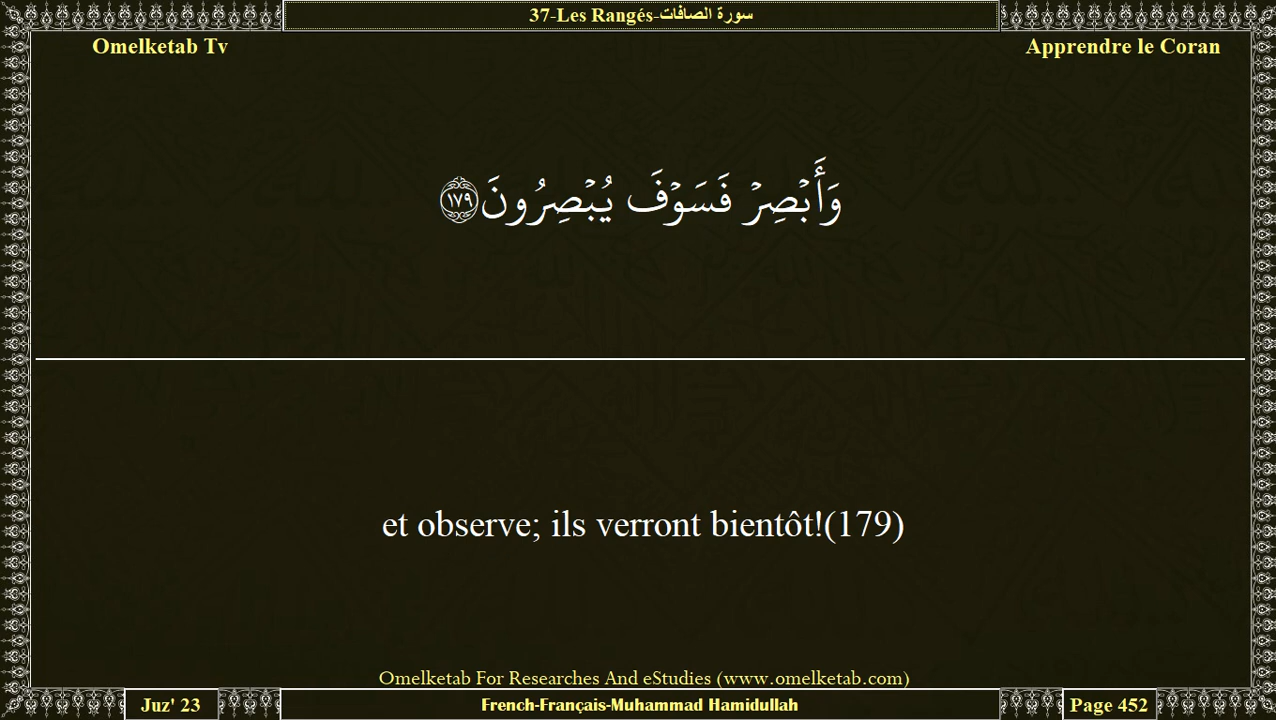 37-Les Rangés-سورة الصافات
Omelketab Tv
Apprendre le Coran
وَأَبۡصِرۡ فَسَوۡفَ يُبۡصِرُونَ ١٧٩
et observe; ils verront bientôt!(179)
Omelketab For Researches And eStudies (www.omelketab.com)
Juz' 23
French-Français-Muhammad Hamidullah
Page 452